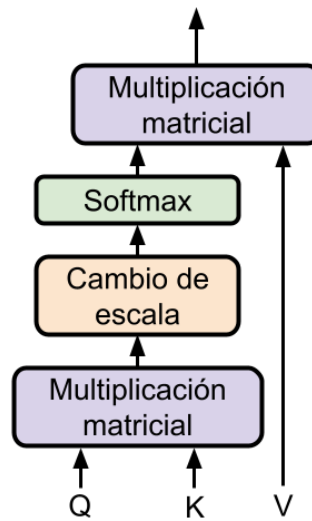 Multiplicación
matricial
Softmax
Cambio de
escala
Multiplicación
matricial
Q K V